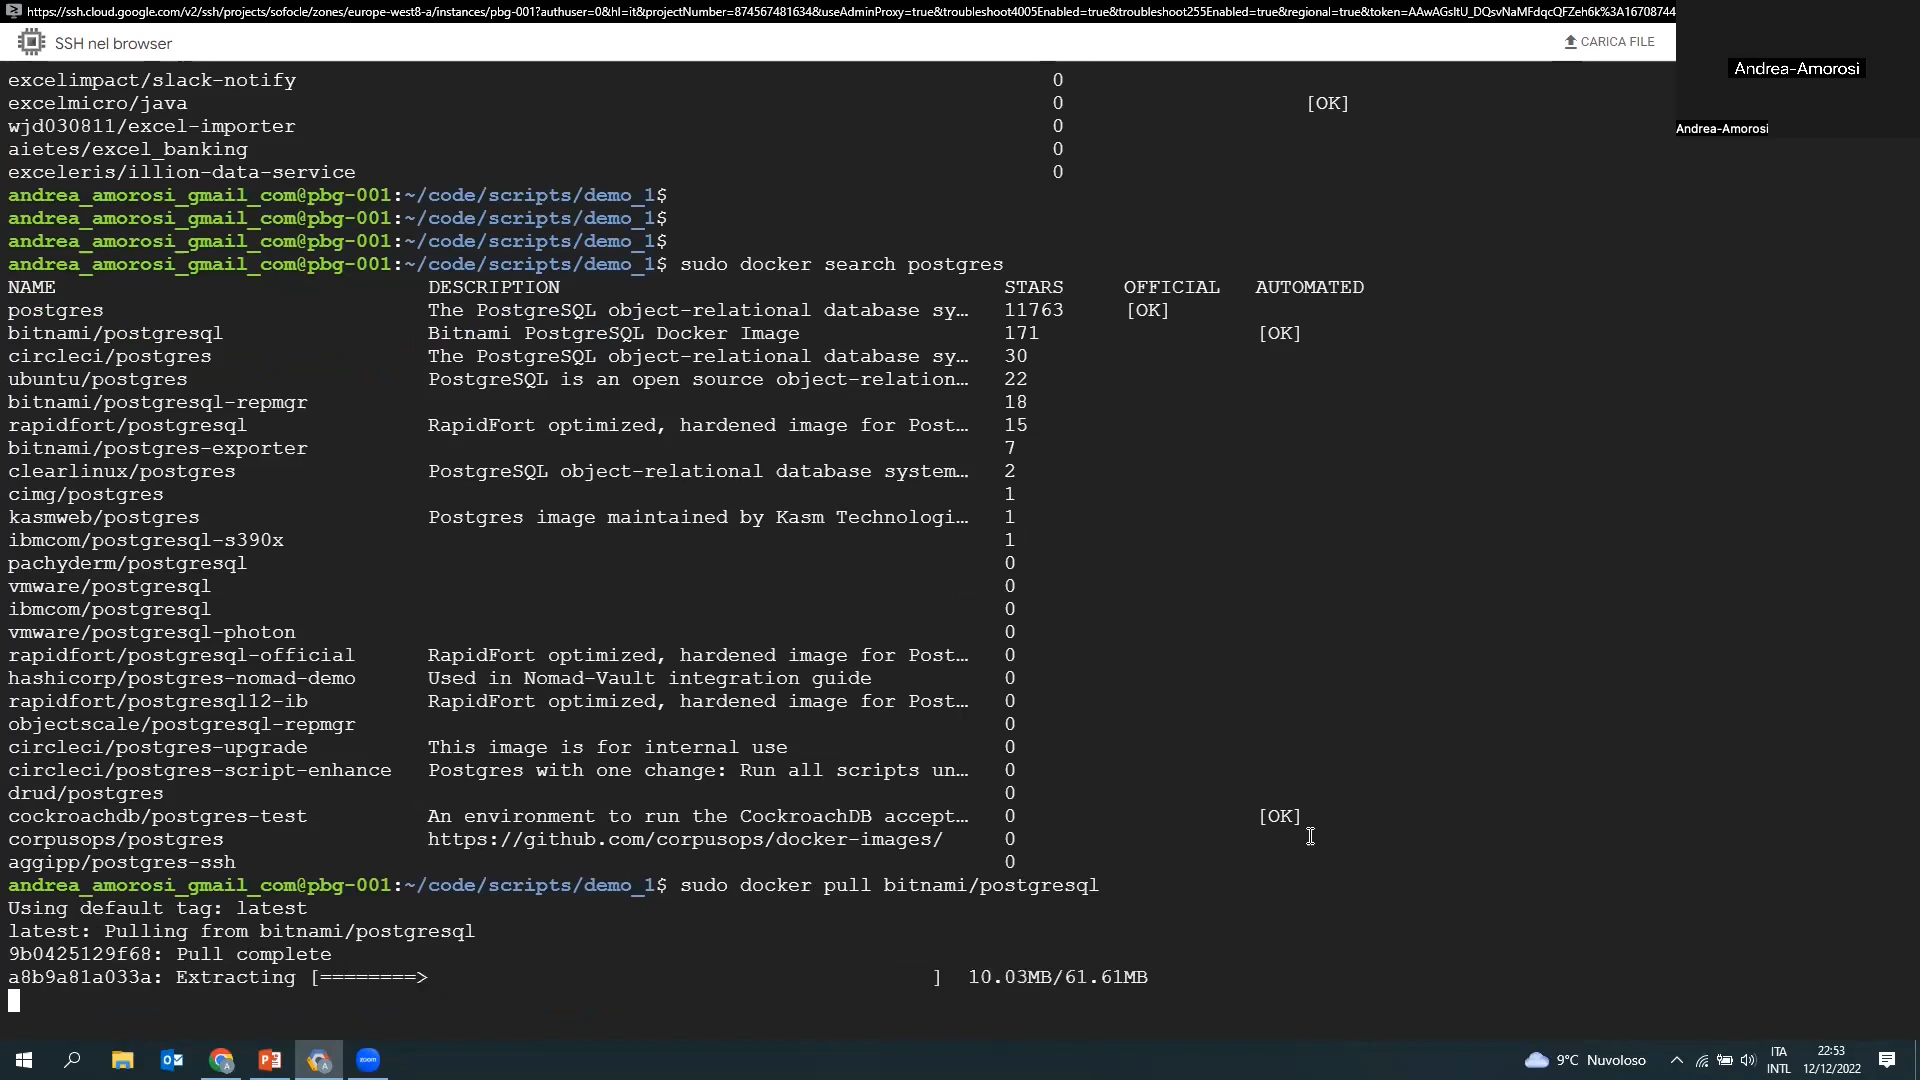 https://ssh.cloud.google.com/v2/ssh/projects/sofocle/zones/europe-west8-a/instances/pbg-001?authuser=0&hl=it&projectNumber=874567481634&useAdminProxy=true&troubleshoot4005Enabled=true&troubleshoot255Enabled=true&regional=true&token=AAwAGsltU_DQsvNaMFdqcQFZeh6k%3A16708744
SSH nel browser
CARICA FILE
Andrea-Amorosi
Andrea-Amorosi
excelimpact/slack-notify 0
excelmicro/java 0 [OK]
wjd030811/excel-importer 0
aietes/excel_banking 0
exceleris/illion-data-service 0
andrea_amorosi_gmail_com@pbg-001:~/code/scripts/demo_1$
andrea_amorosi_gmail_com@pbg-001:~/code/scripts/demo_1$
andrea_amorosi_gmail_com@pbg-001:~/code/scripts/demo_1$
andrea_amorosi_gmail_com@pbg-001:~/code/scripts/demo_1$ sudo docker search postgres
NAME DESCRIPTION STARS OFFICIAL AUTOMATED
postgres The PostgreSQL object-relational database sy… 11763 [OK]
bitnami/postgresql Bitnami PostgreSQL Docker Image 171 [OK]
circleci/postgres The PostgreSQL object-relational database sy… 30
ubuntu/postgres PostgreSQL is an open source object-relation… 22
bitnami/postgresql-repmgr 18
rapidfort/postgresql RapidFort optimized, hardened image for Post… 15
bitnami/postgres-exporter 7
clearlinux/postgres PostgreSQL object-relational database system… 2
cimg/postgres 1
kasmweb/postgres Postgres image maintained by Kasm Technologi… 1
ibmcom/postgresql-s390x 1
pachyderm/postgresql 0
vmware/postgresql 0
ibmcom/postgresql 0
vmware/postgresql-photon 0
rapidfort/postgresql-official RapidFort optimized, hardened image for Post… 0
hashicorp/postgres-nomad-demo Used in Nomad-Vault integration guide 0
rapidfort/postgresql12-ib RapidFort optimized, hardened image for Post… 0
objectscale/postgresql-repmgr 0
circleci/postgres-upgrade This image is for internal use 0
circleci/postgres-script-enhance Postgres with one change: Run all scripts un… 0
drud/postgres 0
cockroachdb/postgres-test An environment to run the CockroachDB accept… 0 [OK]
corpusops/postgres https://github.com/corpusops/docker-images/ 0
aggipp/postgres-ssh 0
andrea_amorosi_gmail_com@pbg-001:~/code/scripts/demo_1$ sudo docker pull bitnami/postgresql
Using default tag: latest
latest: Pulling from bitnami/postgresql
9b0425129f68: Pull complete
a8b9a81a033a: Extracting [========> ] 10.03MB/61.61MB
zoom
9°C Nuvoloso
ITA
INTL
22:53
12/12/2022